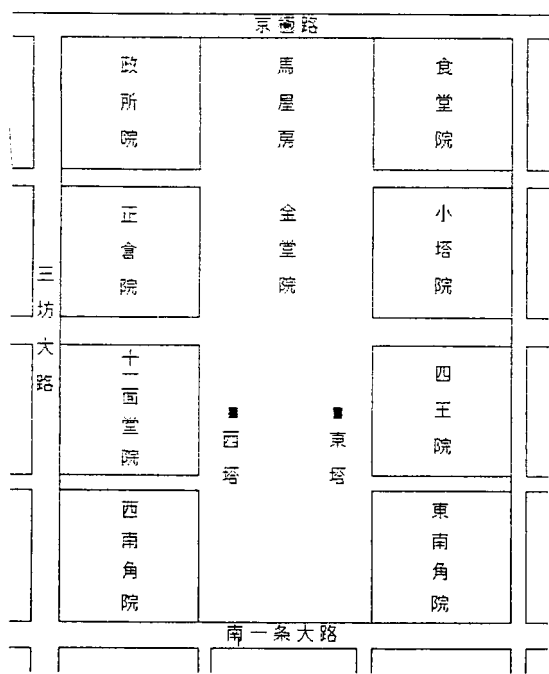 京極路
政所院
馬屋房
食堂院
正倉院
金堂院
小塔院
三坊大路
十一面堂院
四王院
西塔
東塔
西南角院
東南角院
南一条大路